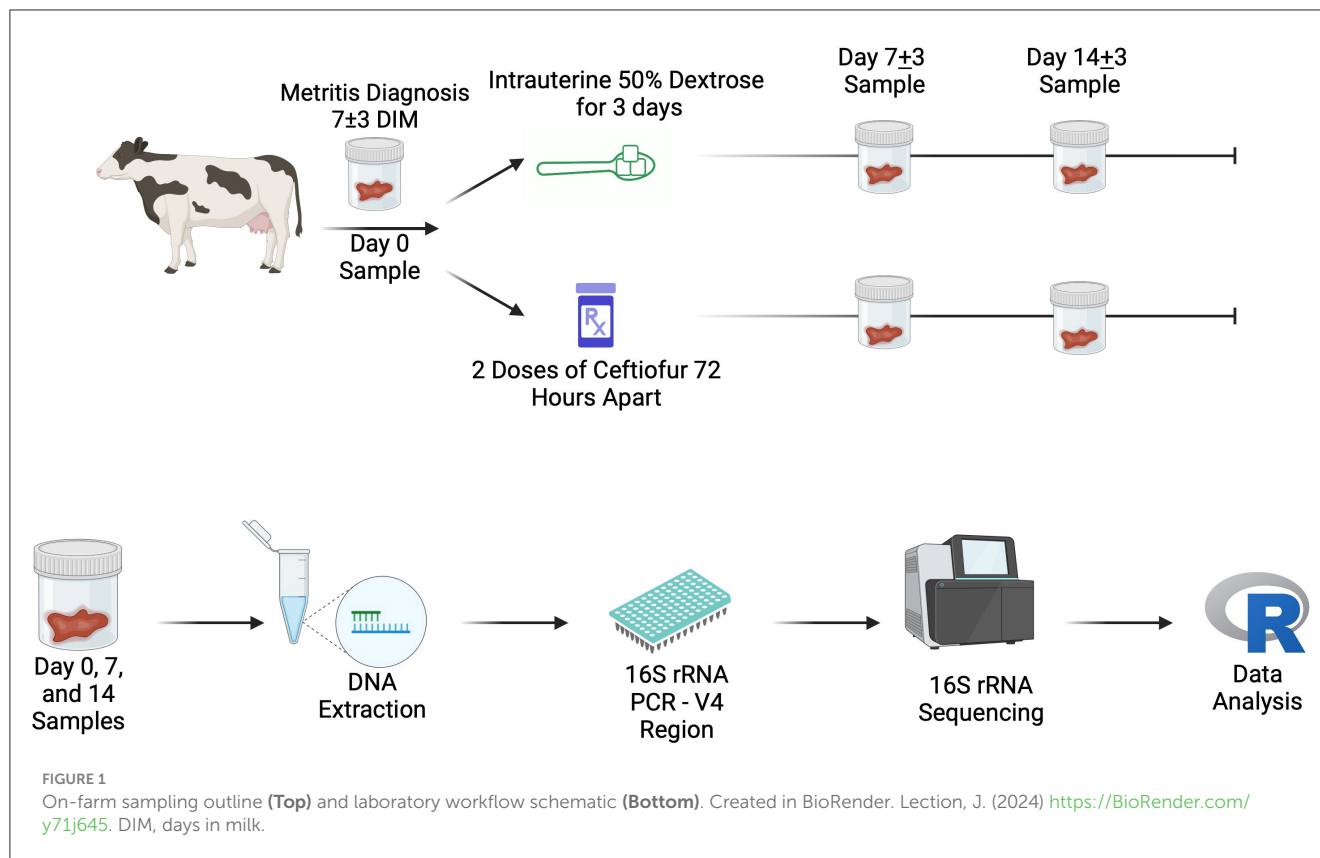 Metritis Diagnosis
7±3 DIM
Day 0
Sample
Intrauterine 50% Dextrose
for 3 days
Day 7±3
Sample
Day 14±3
Sample
Rx
2 Doses of Ceftiofur 72
Hours Apart
Day 0, 7,
and 14
Samples
DNA
Extraction
16S rRNA
PCR - V4
Region
16S rRNA
Sequencing
R
Data
Analysis
FIGURE 1
On-farm sampling outline (Top) and laboratory workflow schematic (Bottom). Created in BioRender. Lection, J. (2024) https://BioRender.com/
y71j645. DIM, days in milk.